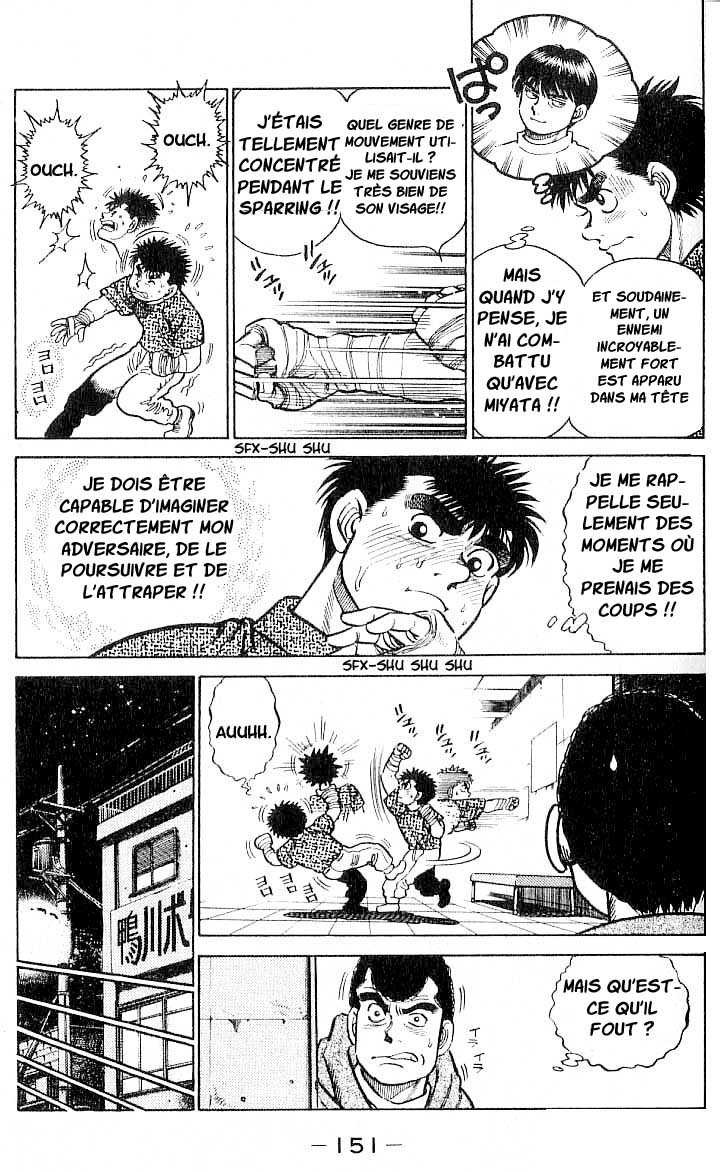 ぱっ
ET SOUDAINE-
MENT, UN
ENNEMI
INCROYABLE-
MENT FORT
EST APPARU
DANS MA TÊTE
MAIS
QUAND J'Y
PENSE, JE
N'AI COM-
BATTU
QU'AVEC
MIYATA !!
QUEL GENRE DE
MOUVEMENT UTI-
LISAIT-IL ?
JE ME SOUVIENS
TRÈS BIEN DE
SON VISAGE!!
J'ÉTAIS
TELLEMENT
CONCENTRÉ
PENDANT LE
SPARRING !!
SFX-SHU SHU
OUCH.
OUCH.
ヨロ
ヨロ
JE ME RAP-
PELLE SEU-
LEMENT DES
MOMENTS OÙ
JE ME
PRENAIS DES
COUPS !!
JE DOIS ÊTRE
CAPABLE D'IMAGINER
CORRECTEMENT MON
ADVERSAIRE, DE LE
POURSUIVRE ET DE
L'ATTRAPER !!
SFX-SHU SHU SHU
AUUHH.
ヨロ
ヨロ
鴨川ボ
MAIS QU'EST-
CE QU'IL
FOUT ?
イラ
イラ
—151—